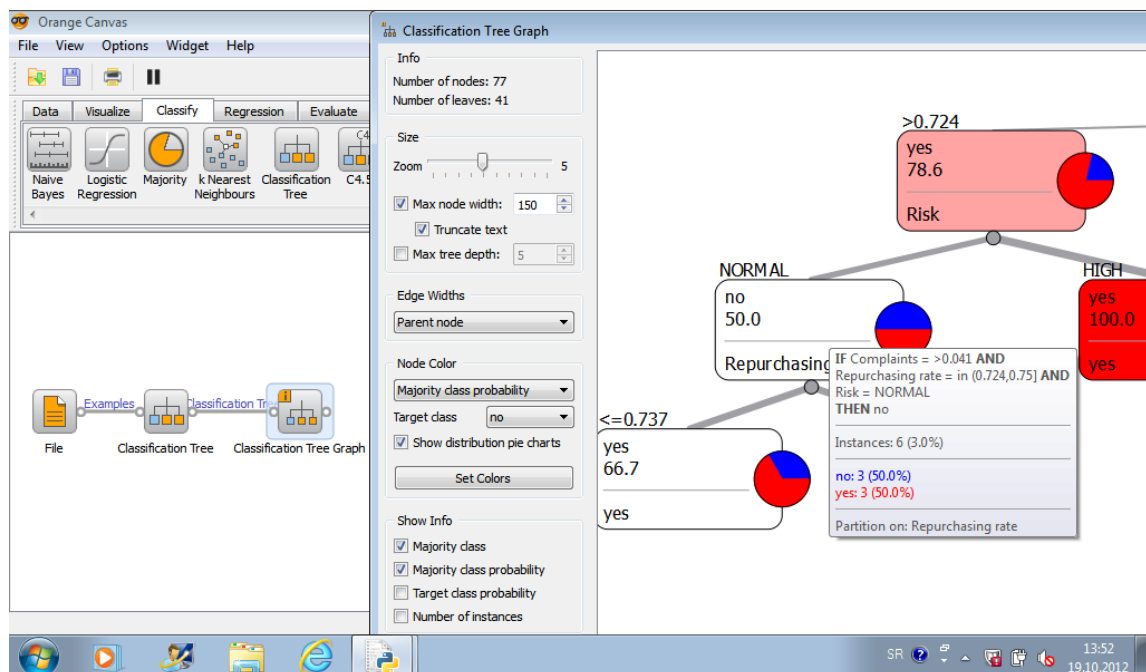 Orange Canvas
File View Options Widget Help
Data Visualize Classify Regression Evaluate
Naive Bayes
Logistic Regression
Majority
k Nearest Neighbours
Classification Tree
C4.5
Examples
Classification Tre
File
Classification Tree
Classification Tree Graph
Classification Tree Graph
Info
Number of nodes: 77
Number of leaves: 41
Size
Zoom 5
Max node width: 150
Truncate text
Max tree depth: 5
Edge Widths
Parent node
Node Color
Majority class probability
Target class no
Show distribution pie charts
Set Colors
Show Info
Majority class
Majority class probability
Target class probability
Number of instances
>0.724
yes
78.6
Risk
NORMAL
no
50.0
Repurchasing
HIGH
yes
100.0
yes
<=0.737
yes
66.7
yes
IF Complaints = >0.041 AND
Repurchasing rate = in (0.724,0.75] AND
Risk = NORMAL
THEN no
Instances: 6 (3.0%)
no: 3 (50.0%)
yes: 3 (50.0%)
Partition on: Repurchasing rate
SR
13:52
19.10.2012